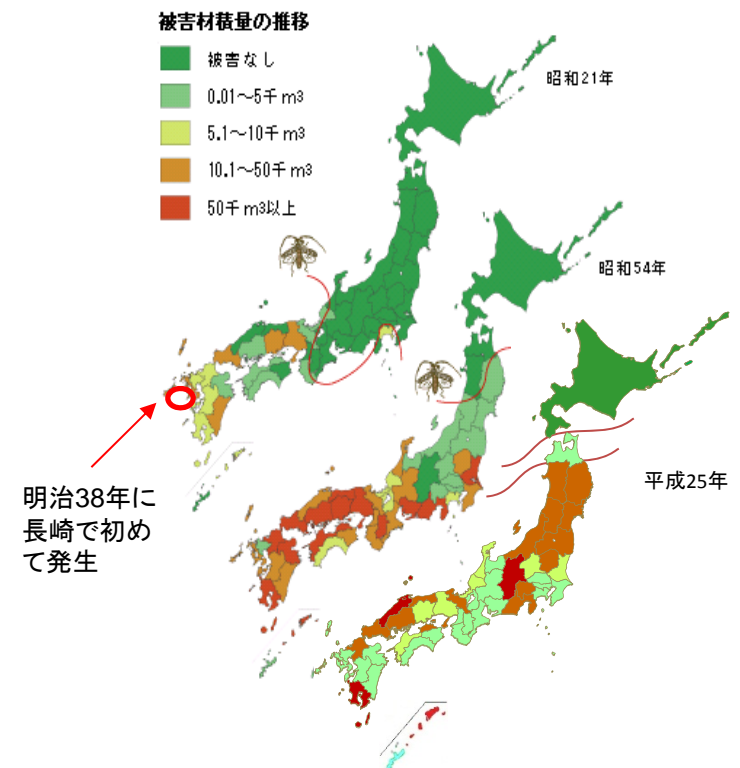 被害材積量の推移
被害なし
0.01～5千m3
5.1～10千m3
10.1～50千m3
50千m3以上
昭和21年
昭和54年
平成25年
明治38年に
長崎で初め
て発生